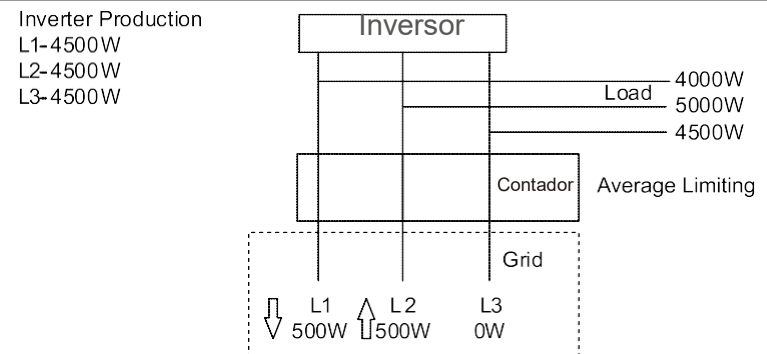 Inverter Production
L1-4500W
L2-4500W
L3-4500W
Inversor
4000W
Load
5000W
4500W
Contador
Average Limiting
Grid
L1 L2 L3
500W 500W 0W